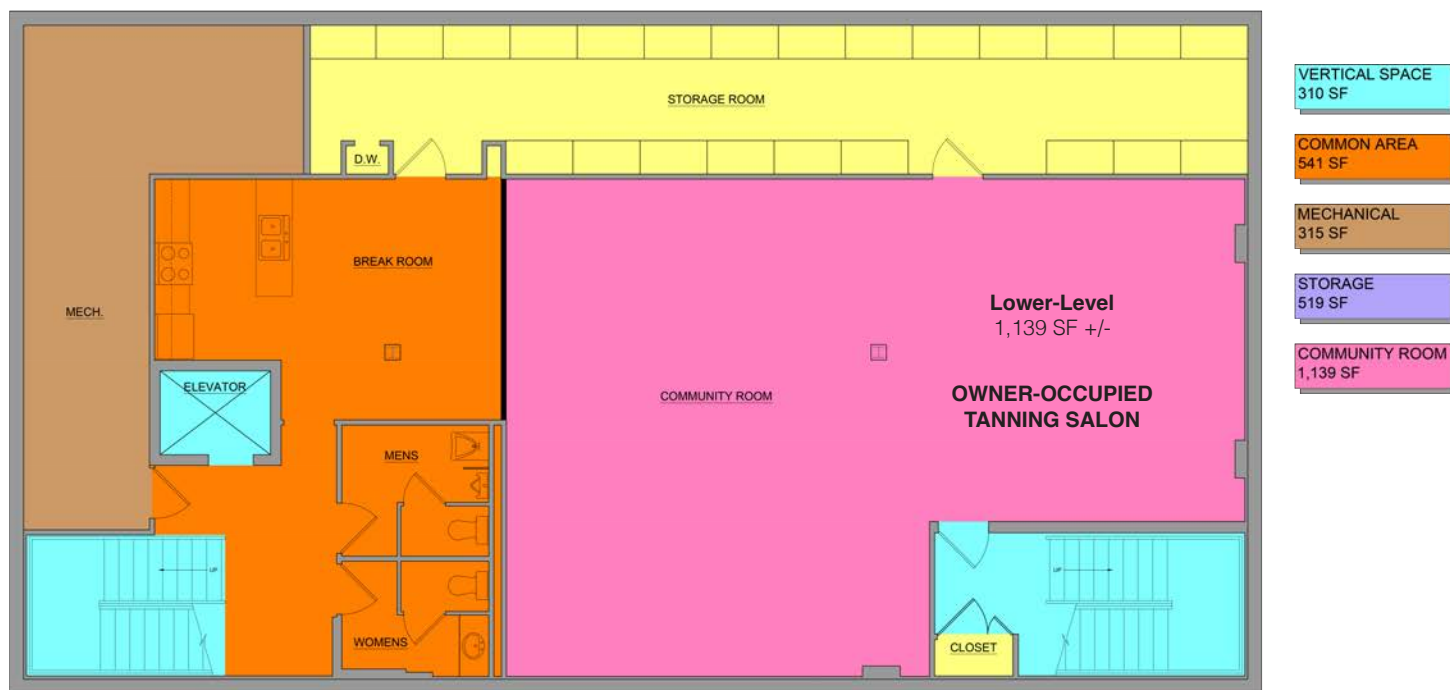 STORAGE ROOM
D.W.
BREAK ROOM
MECH.
ELEVATOR
MENS
WOMENS
UP
COMMUNITY ROOM
Lower-Level
1,139 SF +/-
OWNER-OCCUPIED
TANNING SALON
UP
CLOSET
VERTICAL SPACE
310 SF
COMMON AREA
541 SF
MECHANICAL
315 SF
STORAGE
519 SF
COMMUNITY ROOM
1,139 SF